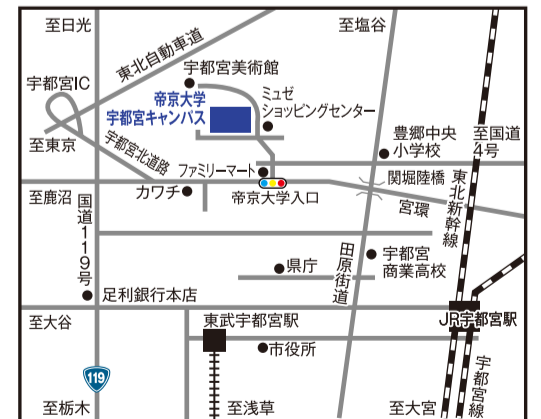 至日光
至塩谷
東北自動車道
宇都宮美術館
宇都宮IC
帝京大学
宇都宮キャンパス
ミュゼ
ショッピングセンター
至東京
宇都宮北道路
豊郷中央
小学校
至国道
4号
ファミリーマート
関堀陸橋
至鹿沼
カワチ
帝京大学入口
宮環
東北新幹線
国道119号
田原街道
県庁
宇都宮
商業高校
足利銀行本店
至大谷
東武宇都宮駅
JR宇都宮駅
市役所
119
宇都宮線
至栃木
至浅草
至大宮